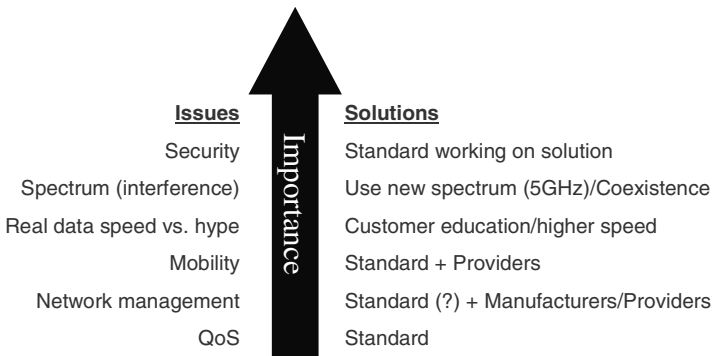 Issues Solutions
Security Standard working on solution
Spectrum (interference) Use new spectrum (5GHz)/Coexistence
Real data speed vs. hype Customer education/higher speed
Mobility Standard + Providers
Network management Standard (?) + Manufacturers/Providers
QoS Standard
Importance